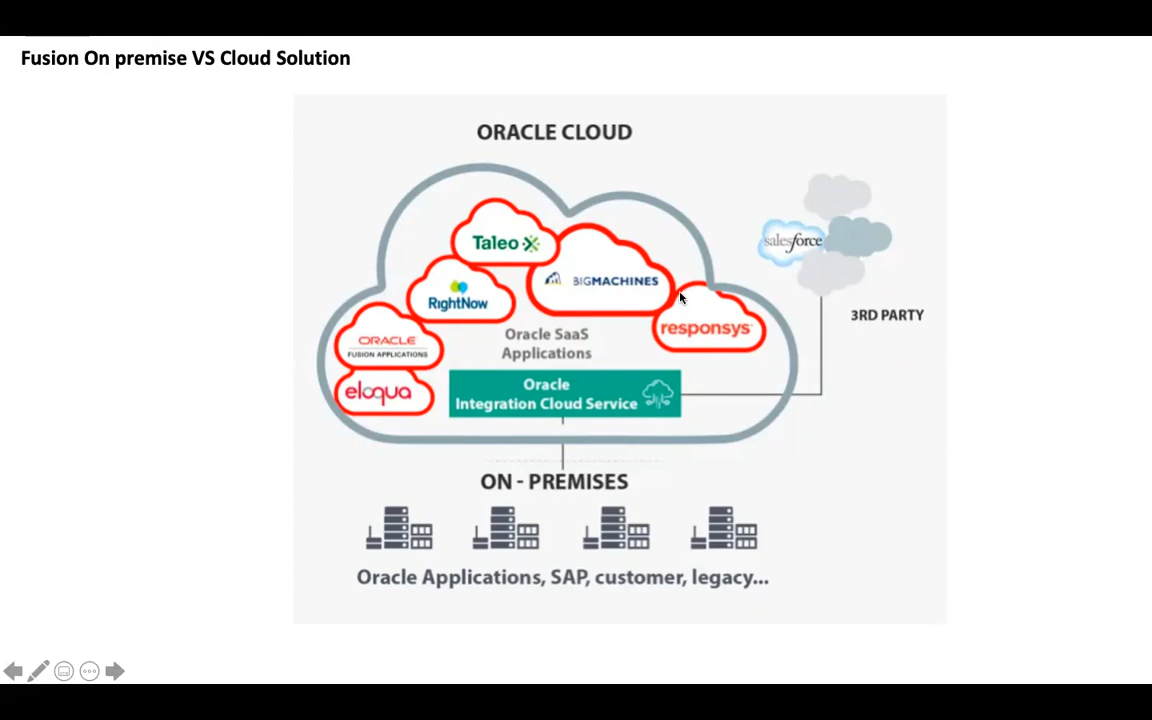 Fusion On premise VS Cloud Solution
ORACLE CLOUD
Taleo
BIGMACHINES
RightNow
responsys
ORACLE
FUSION APPLICATIONS
eloqua
Oracle SaaS
Applications
Oracle
Integration Cloud Service
salesforce
3RD PARTY
ON - PREMISES
Oracle Applications, SAP, customer, legacy...